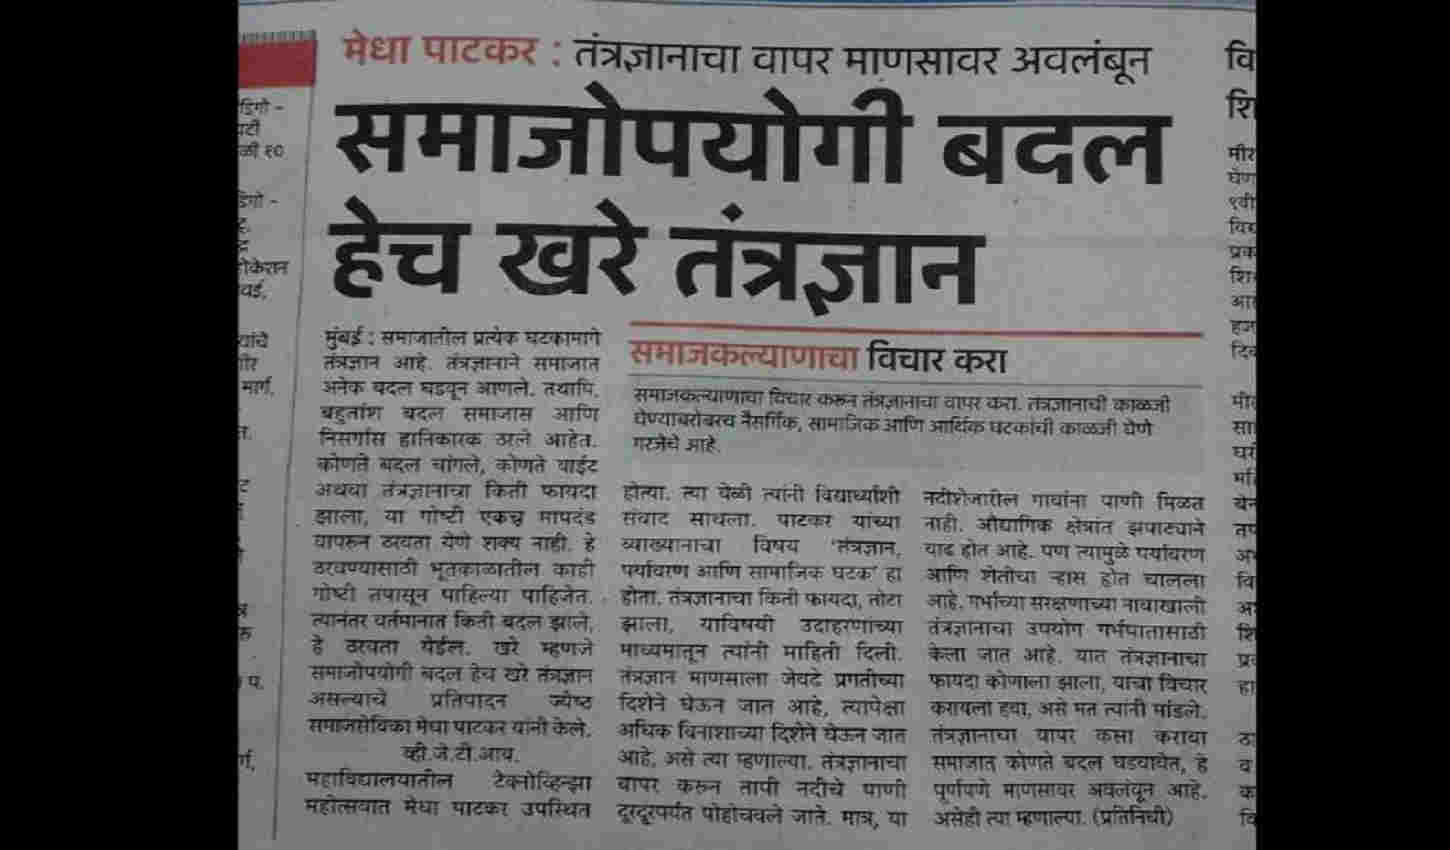 मेधा पाटकर : तंत्रज्ञानाचा वापर माणसावर अवलंबून
समाजोपयोगी बदल
हेच खरे तंत्रज्ञान
मुंबई : समाजातील प्रत्येक घटकामागे
तंत्रज्ञान आहे. तंत्रज्ञानाने समाजात
अनेक बदल घडवून आणले. तथापि,
बहुतांश बदल समाजास आणि
निसर्गास हानिकारक ठरले आहेत.
कोणते बदल चांगले, कोणते वाईट
अथवा तंत्रज्ञानाचा किती फायदा
झाला, या गोष्टी एकच मापदंड
वापरुन ठरवता येणे शक्य नाही. हे
ठरवण्यासाठी भूतकाळातील काही
गोष्टी तपासून पाहिल्या पाहिजेत.
त्यानंतर वर्तमानात किती बदल झाले,
हे ठरवता येईल. खरे म्हणजे
समाजोपयोगी बदल हेच खरे तंत्रज्ञान
असल्याचे प्रतिपादन ज्येष्ठ
समाजसेविका मेधा पाटकर यांनी केले.
व्ही.जे.टी.आय.
महाविद्यालयातील टेक्नोव्हिन्झा
महोत्सवात मेधा पाटकर उपस्थित
समाजकल्याणाचा विचार करा
समाजकल्याणाचा विचार करून तंत्रज्ञानाचा वापर करा. तंत्रज्ञानाची काळजी
घेण्याबरोबरच नैसर्गिक, सामाजिक आणि आर्थिक घटकांची काळजी घेणे
गरजेचे आहे.
होत्या. त्या वेळी त्यांनी विद्यार्थ्यांशी
संवाद साधला. पाटकर यांच्या
व्याख्यानाचा विषय 'तंत्रज्ञान,
पर्यावरण आणि सामाजिक घटक' हा
होता. तंत्रज्ञानाचा किती फायदा, तोटा
झाला, याविषयी उदाहरणांच्या
माध्यमातून त्यांनी माहिती दिली.
तंत्रज्ञान माणसाला जेवढे प्रगतीच्या
दिशेने घेऊन जात आहे, त्यापेक्षा
अधिक विनाशाच्या दिशेने घेऊन जात
आहे, असे त्या म्हणाल्या. तंत्रज्ञानाचा
वापर करून तापी नदीचे पाणी
दूरदूरपर्यंत पोहोचवले जाते. मात्र, या
नदीशेजारील गावांना पाणी मिळत
नाही. औद्योगिक क्षेत्रांत झपाट्याने
वाढ होत आहे. पण त्यामुळे पर्यावरण
आणि शेतीचा ऱ्हास होत चालला
आहे. गर्भाच्या संरक्षणाच्या नावाखाली
तंत्रज्ञानाचा उपयोग गर्भपातासाठी
केला जात आहे. यात तंत्रज्ञानाचा
फायदा कोणाला झाला, याचा विचार
करायला हवा, असे मत त्यांनी मांडले.
तंत्रज्ञानाचा वापर कसा करावा
समाजात कोणते बदल घडवावेत, हे
पूर्णपणे माणसावर अवलंबून आहे.
असेही त्या म्हणाल्या. (प्रतिनिधी)